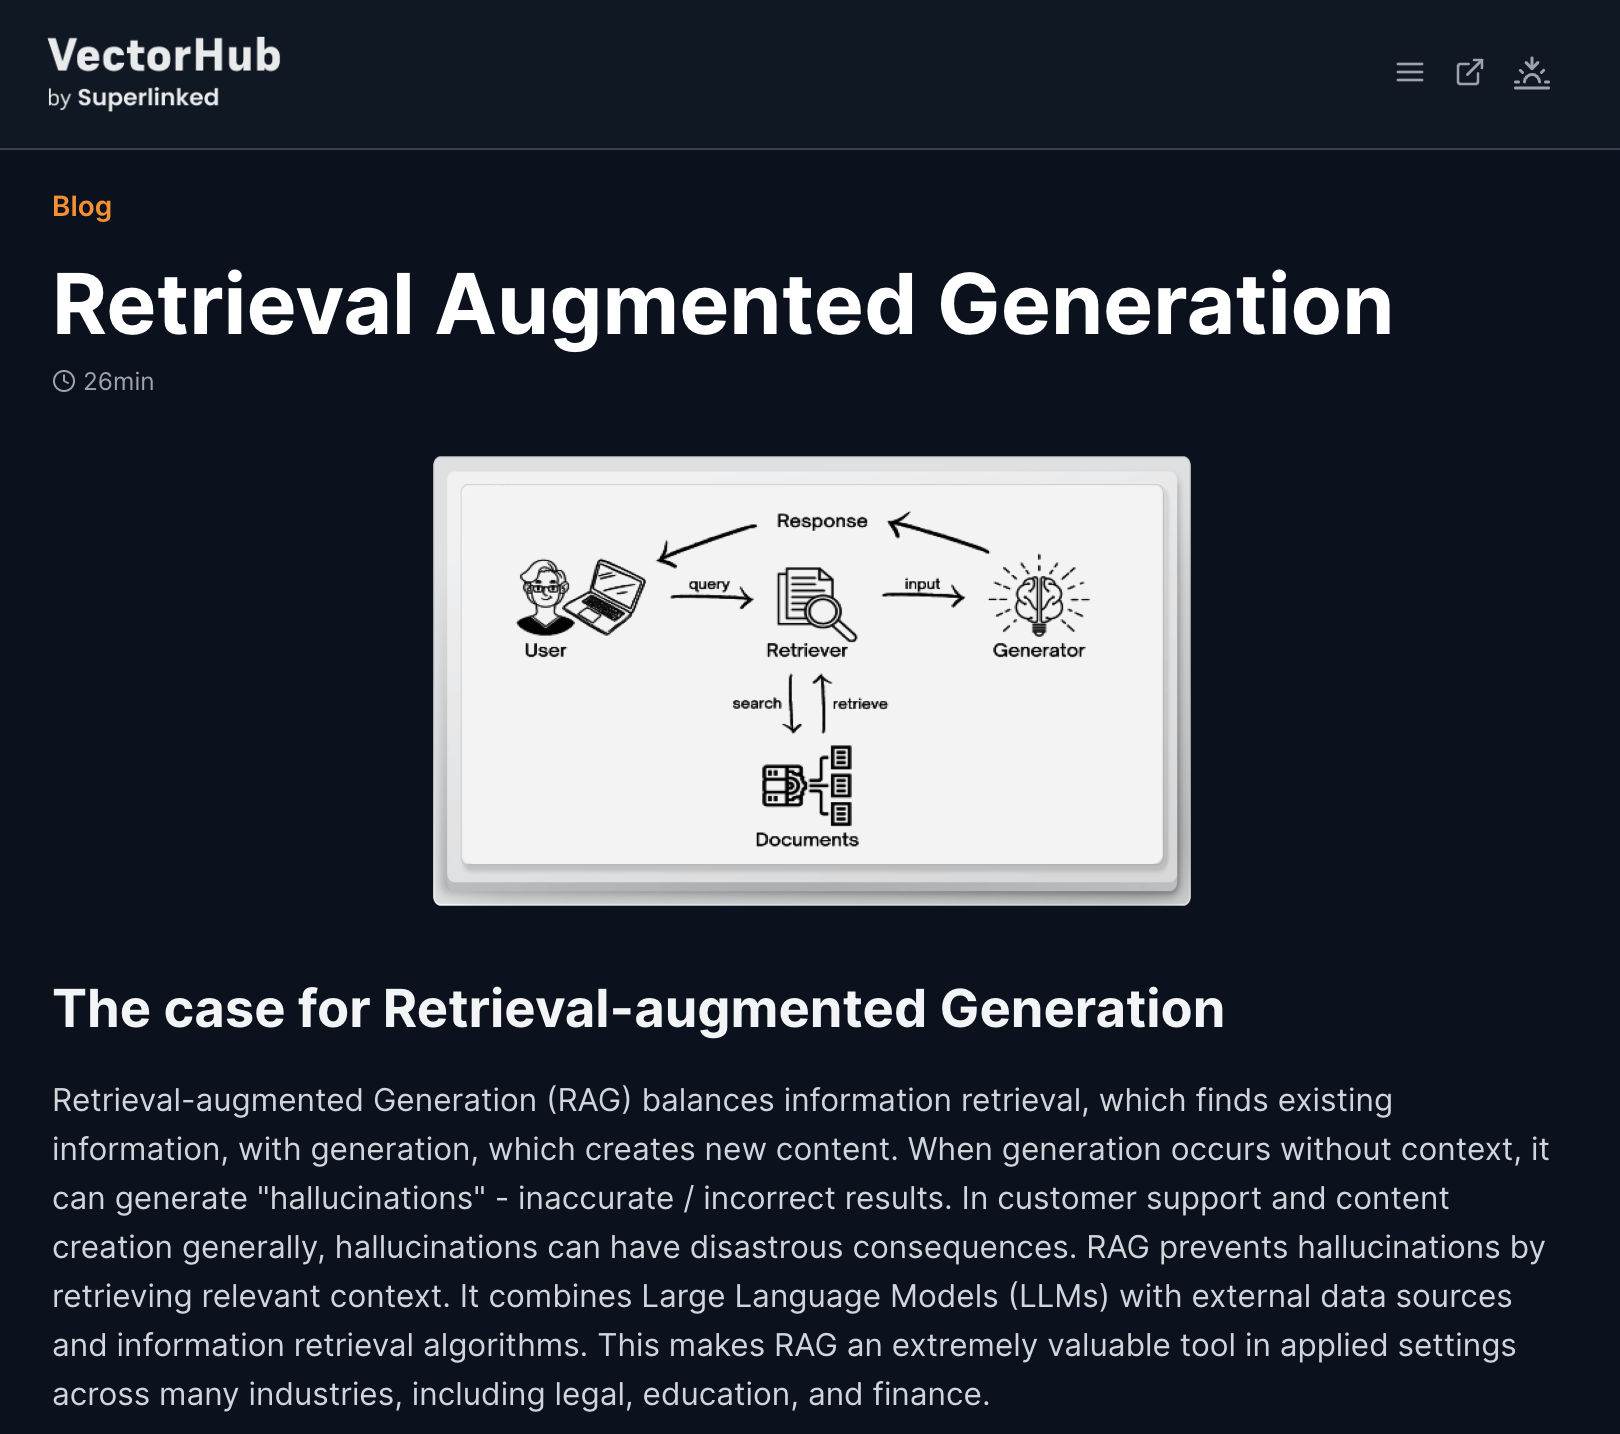 VectorHub
by Superlinked
Blog
Retrieval Augmented Generation
26min
Response
query
input
User
Retriever
Generator
search
retrieve
Documents
The case for Retrieval-augmented Generation
Retrieval-augmented Generation (RAG) balances information retrieval, which finds existing
information, with generation, which creates new content. When generation occurs without context, it
can generate "hallucinations" - inaccurate / incorrect results. In customer support and content
creation generally, hallucinations can have disastrous consequences. RAG prevents hallucinations by
retrieving relevant context. It combines Large Language Models (LLMs) with external data sources
and information retrieval algorithms. This makes RAG an extremely valuable tool in applied settings
across many industries, including legal, education, and finance.